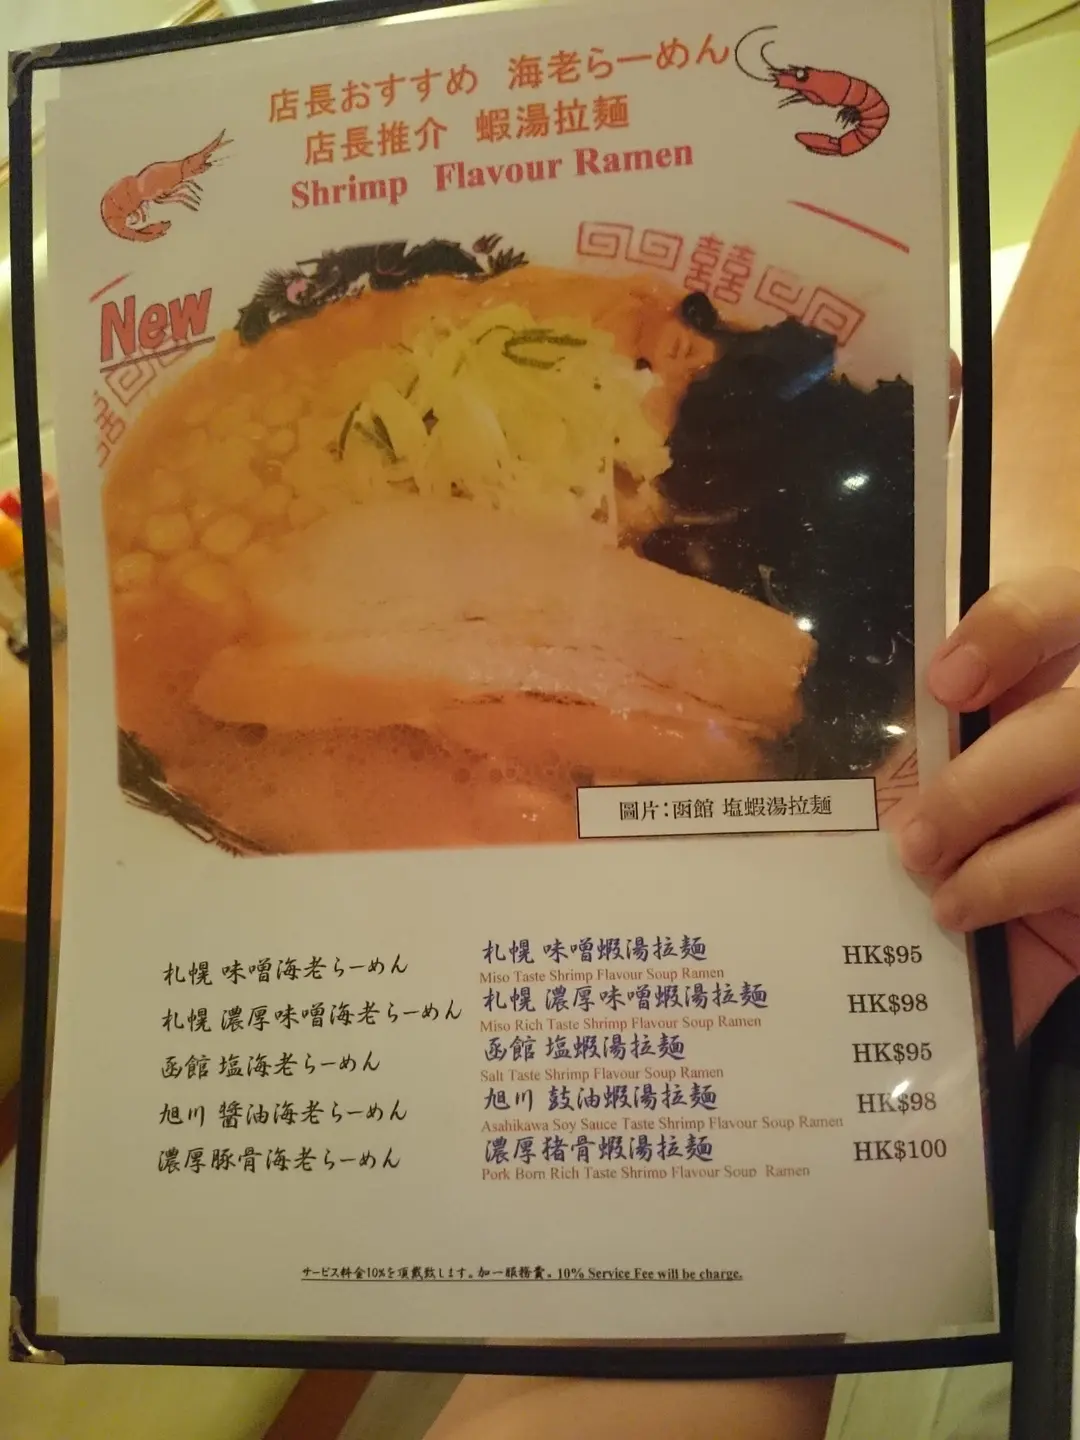 店長おすすめ 海老らーめん
店長推介 蝦湯拉麺
Shrimp Flavour Ramen
New
圖片：函館 塩蝦湯拉麺
札幌 味噌海老らーめん 札幌 味噌蝦湯拉麺 HK$95
Miso Taste Shrimp Flavour Soup Ramen
札幌 濃厚味噌海老らーめん 札幌 濃厚味噌蝦湯拉麺 HK$98
Miso Rich Taste Shrimp Flavour Soup Ramen
函館 塩海老らーめん 函館 塩蝦湯拉麺 HK$95
Salt Taste Shrimp Flavour Soup Ramen
旭川 醬油海老らーめん 旭川 鼓油蝦湯拉麺 HK$98
Asahikawa Soy Sauce Taste Shrimp Flavour Soup Ramen
濃厚豚骨海老らーめん 濃厚猪骨蝦湯拉麺 HK$100
Pork Born Rich Taste Shrimp Flavour Soup Ramen
サービス料金10%を頂戴致します。加一服務費。10% Service Fee will be charge.